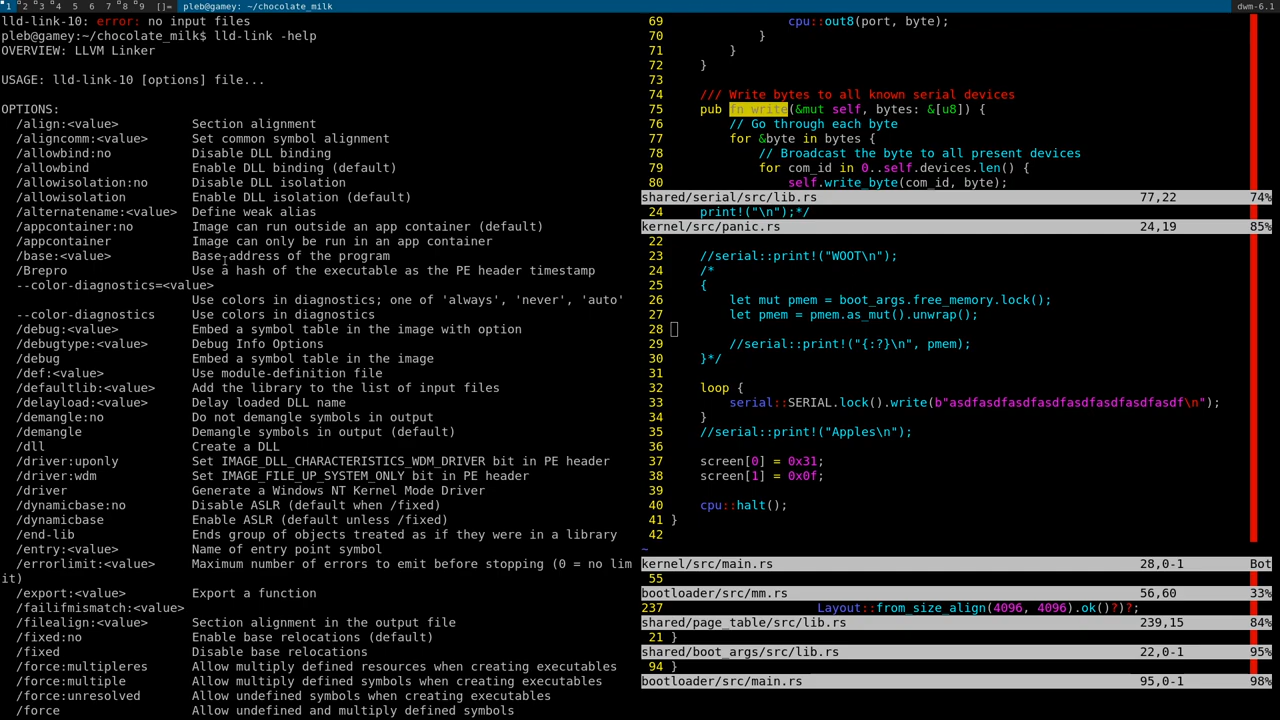 1 2 3 4 5 6 7 8 9 []= pleb@gamey: ~/chocolate_milk dwm-6.1
lld-link-10: error: no input files
pleb@gamey:~/chocolate_milk$ lld-link -help
OVERVIEW: LLVM Linker
USAGE: lld-link-10 [options] file...
OPTIONS:
/align:<value> Section alignment
/aligncomm:<value> Set common symbol alignment
/allowbind:no Disable DLL binding
/allowbind Enable DLL binding (default)
/allowisolation:no Disable DLL isolation
/allowisolation Enable DLL isolation (default)
/alternatename:<value> Define weak alias
/appcontainer:no Image can run outside an app container (default)
/appcontainer Image can only be run in an app container
/base:<value> Base address of the program
/Brepro Use a hash of the executable as the PE header timestamp
--color-diagnostics=<value>
Use colors in diagnostics; one of 'always', 'never', 'auto'
--color-diagnostics Use colors in diagnostics
/debug:<value> Embed a symbol table in the image with option
/debugtype:<value> Debug Info Options
/debug Embed a symbol table in the image
/def:<value> Use module-definition file
/defaultlib:<value> Add the library to the list of input files
/delayload:<value> Delay loaded DLL name
/demangle:no Do not demangle symbols in output
/demangle Demangle symbols in output (default)
/dll Create a DLL
/driver:uponly Set IMAGE_DLL_CHARACTERISTICS_WDM_DRIVER bit in PE header
/driver:wdm Set IMAGE_FILE_UP_SYSTEM_ONLY bit in PE header
/driver Generate a Windows NT Kernel Mode Driver
/dynamicbase:no Disable ASLR (default when /fixed)
/dynamicbase Enable ASLR (default unless /fixed)
/end-lib Ends group of objects treated as if they were in a library
/entry:<value> Name of entry point symbol
/errorlimit:<value> Maximum number of errors to emit before stopping (0 = no lim
it)
/export:<value> Export a function
/failifmismatch:<value>
/filealign:<value> Section alignment in the output file
/fixed:no Enable base relocations (default)
/fixed Disable base relocations
/force:multipleres Allow multiply defined resources when creating executables
/force:multiple Allow multiply defined symbols when creating executables
/force:unresolved Allow undefined symbols when creating executables
/force Allow undefined and multiply defined symbols
69 cpu::out8(port, byte);
70 }
71 }
72 }
73
74 /// Write bytes to all known serial devices
75 pub fn write(&mut self, bytes: &[u8]) {
76 // Go through each byte
77 for &byte in bytes {
78 // Broadcast the byte to all present devices
79 for com_id in 0..self.devices.len() {
80 self.write_byte(com_id, byte);
shared/serial/src/lib.rs 77,22 74%
24 print!("\n");*/
kernel/src/panic.rs 24,19 85%
22
23 //serial::print!("WOOT\n");
24 /*
25 {
26 let mut pmem = boot_args.free_memory.lock();
27 let pmem = pmem.as_mut().unwrap();
28
29 //serial::print!("{:?}\n", pmem);
30 }*/
31
32 loop {
33 serial::SERIAL.lock().write(b"asdfasdfasdfasdfasdfasdfasdfasdf\n");
34 }
35 //serial::print!("Apples\n");
36
37 screen[0] = 0x31;
38 screen[1] = 0x0f;
39
40 cpu::halt();
41 }
42
~
kernel/src/main.rs 28,0-1 Bot
55
bootloader/src/mm.rs 56,60 33%
237 Layout::from_size_align(4096, 4096).ok()?)?;
shared/page_table/src/lib.rs 239,15 84%
21 }
shared/boot_args/src/lib.rs 22,0-1 95%
94 }
bootloader/src/main.rs 95,0-1 98%